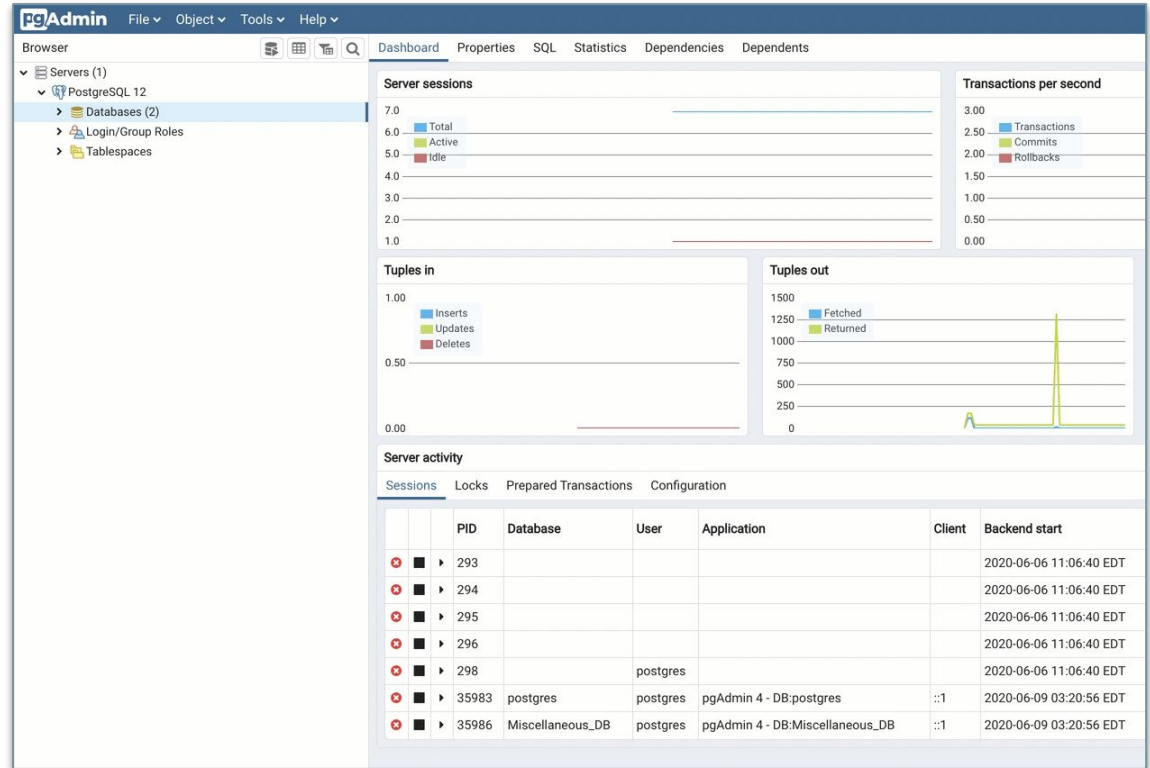 pgAdmin File Object Tools Help
Browser
Dashboard Properties SQL Statistics Dependencies Dependents
Servers (1)
PostgreSQL 12
Databases (2)
Login/Group Roles
Tablespaces
Server sessions
7.0
6.0
5.0
4.0
3.0
2.0
1.0
Total
Active
Idle
Transactions per second
3.00
2.50
2.00
1.50
1.00
0.50
0.00
Transactions
Commits
Rollbacks
Tuples in
1.00
0.50
0.00
Inserts
Updates
Deletes
Tuples out
1500
1250
1000
750
500
250
0
Fetched
Returned
Server activity
Sessions Locks Prepared Transactions Configuration
PID Database User Application Client Backend start
293 2020-06-06 11:06:40 EDT
294 2020-06-06 11:06:40 EDT
295 2020-06-06 11:06:40 EDT
296 2020-06-06 11:06:40 EDT
298 postgres 2020-06-06 11:06:40 EDT
35983 postgres postgres pgAdmin 4 - DB:postgres ::1 2020-06-09 03:20:56 EDT
35986 Miscellaneous_DB postgres pgAdmin 4 - DB:Miscellaneous_DB ::1 2020-06-09 03:20:56 EDT